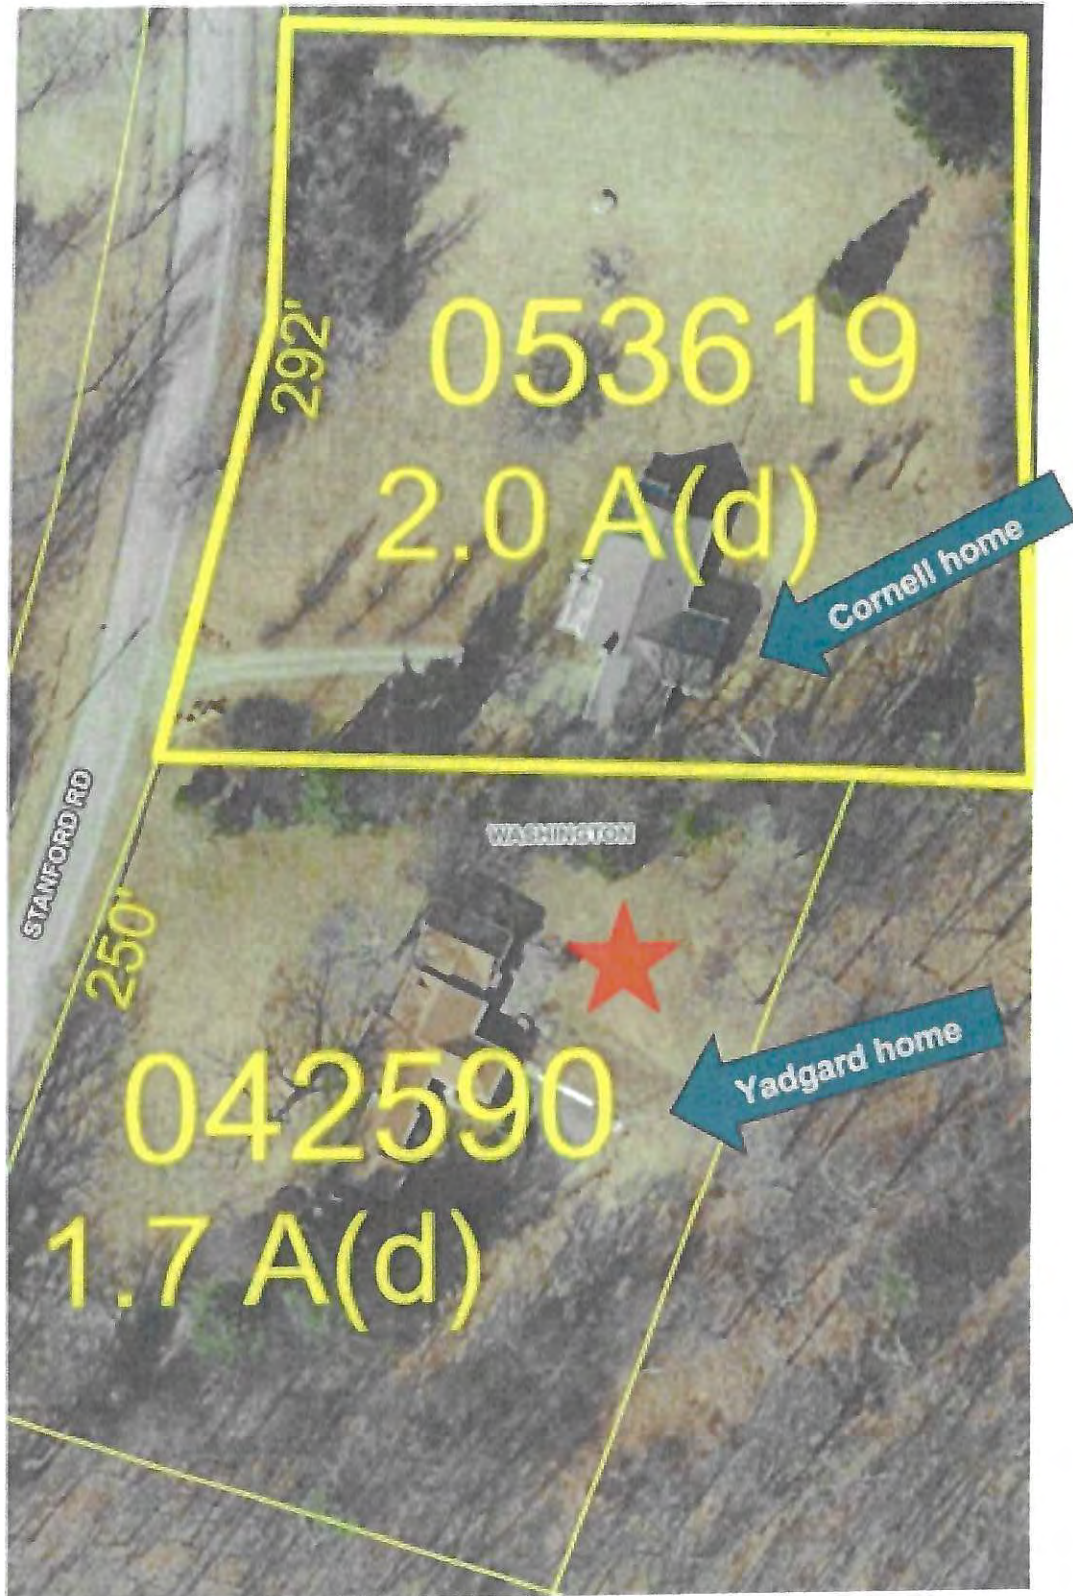 292'
053619
2.0 A(d)
Cornell home
STANFORD RD
WASHINGTON
250'
Yadgard home
042590
1.7 A(d)